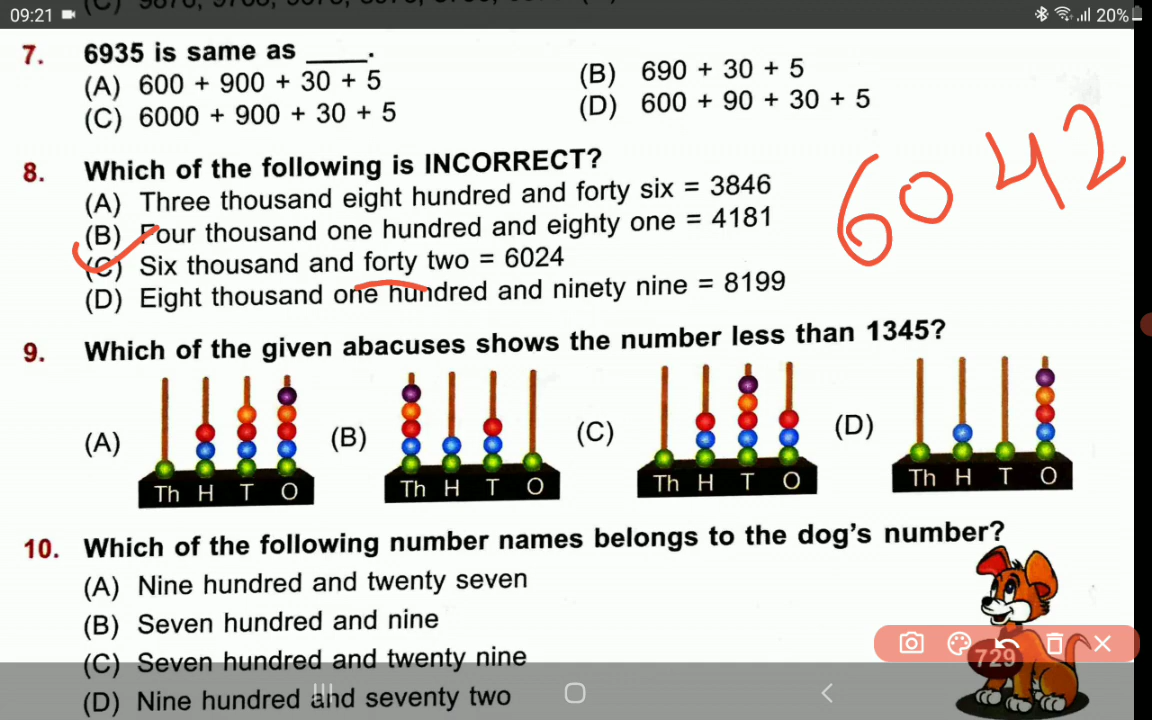 09:21
20%
7. 6935 is same as ____.
(A) 600 + 900 + 30 + 5
(B) 690 + 30 + 5
(C) 6000 + 900 + 30 + 5
(D) 600 + 90 + 30 + 5
8. Which of the following is INCORRECT?
(A) Three thousand eight hundred and forty six = 3846
(B) Four thousand one hundred and eighty one = 4181
(C) Six thousand and forty two = 6024
(D) Eight thousand one hundred and ninety nine = 8199
6042
9. Which of the given abacuses shows the number less than 1345?
(A)
Th H T O
(B)
Th H T O
(C)
Th H T O
(D)
Th H T O
10. Which of the following number names belongs to the dog's number?
(A) Nine hundred and twenty seven
(B) Seven hundred and nine
(C) Seven hundred and twenty nine
(D) Nine hundred and seventy two
729